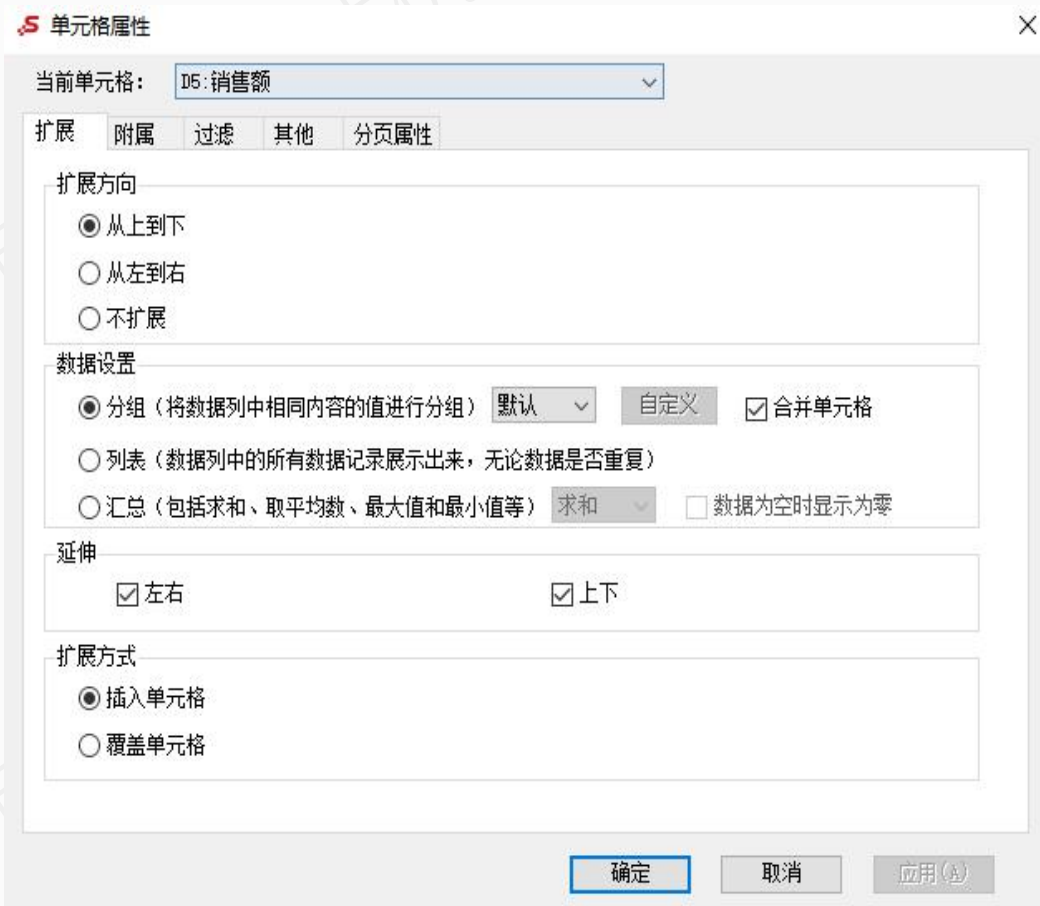 单元格属性
当前单元格： D5:销售额
扩展 附属 过滤 其他 分页属性
扩展方向
从上到下
从左到右
不扩展
数据设置
分组（将数据列中相同内容的值进行分组） 默认 自定义 合并单元格
列表（数据列中的所有数据记录展示出来，无论数据是否重复）
汇总（包括求和、取平均数、最大值和最小值等） 求和 数据为空时显示为零
延伸
左右 上下
扩展方式
插入单元格
覆盖单元格
确定 取消 应用(A)